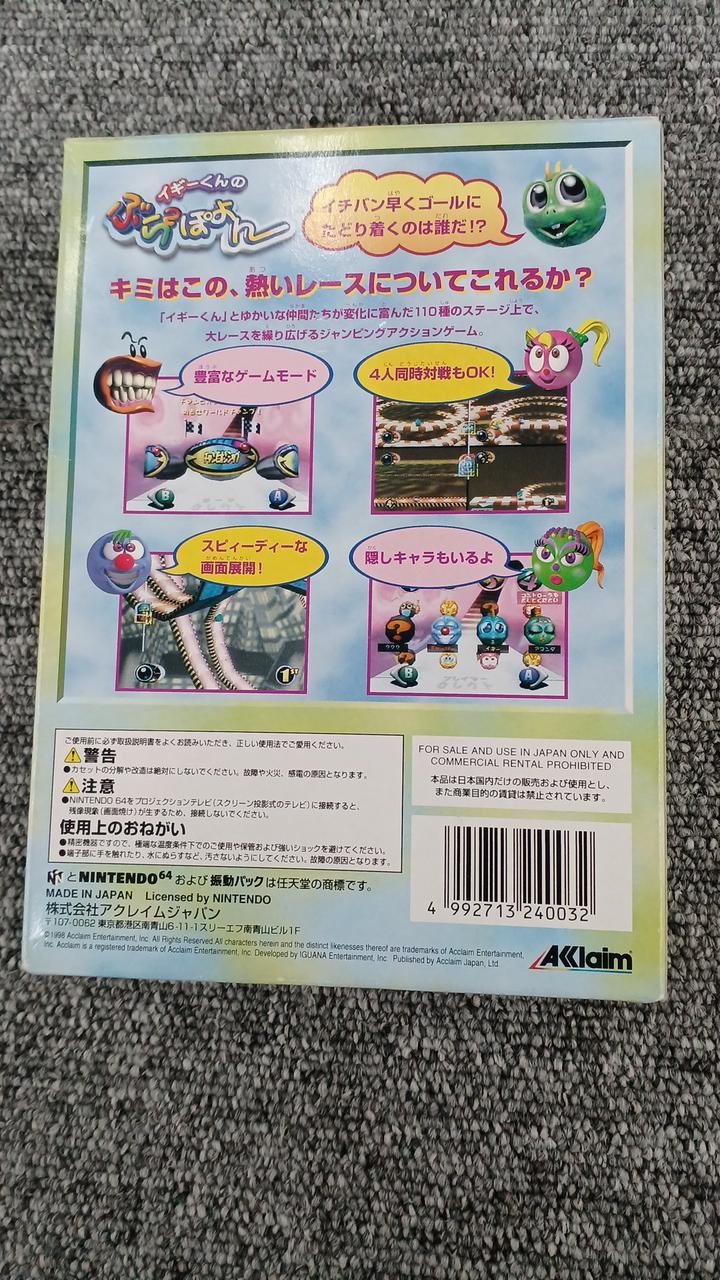 イギーくんの
ぶらぶらぽよん
イチバン早くゴールに
たどり着くのは誰だ!?
キミはこの、熱いレースについてこれるか?
「イギーくん」とゆかいな仲間たちが変化に富んだ110種のステージ上で、
大レースを繰り広げるジャンピングアクションゲーム。
豊富なゲームモード
4人同時対戦もOK!
B
A
スピィーディーな
画面展開!
隠しキャラもいるよ
1ST
コントローラを
B
A
ご使用前に必ず取扱説明書をよくお読みいただき、正しい使用法でご愛用ください。
警告
●カセットの分解や改造は絶対にしないでください。故障や火災、感電の原因となります。
注意
●NINTENDO 64をプロジェクションテレビ(スクリーン投影式のテレビ)に接続すると、
残像現象(画面焼け)が生ずるため、接続しないでください。
使用上のおねがい
●精密機器ですので、極端な温度条件下でのご使用や保管および強いショックを避けてください。
●端子部に手を触れたり、水にぬらすなど、汚さないようにしてください。故障の原因となります。
FOR SALE AND USE IN JAPAN ONLY AND
COMMERCIAL RENTAL PROHIBITED
本品は日本国内だけの販売および使用とし、
また商業目的の賃貸は禁止されています。
4 992713 240032
とNINTENDO64および振動パックは任天堂の商標です。
MADE IN JAPAN Licensed by NINTENDO
株式会社アクレイムジャパン
〒107-0062 東京都港区南青山6-11-1スリーエフ南青山ビル1F
©1998 Acclaim Entertainment, Inc. All Rights Reserved.All characters herein and the distinct likenesses thereof are trademarks of Acclaim Entertainment,
Inc. Acclaim is a registered trademark of Acclaim Entertainment, Inc. Developed by IGUANA Entertainment, Inc. Published by Acclaim Japan, Ltd.
AKklaim